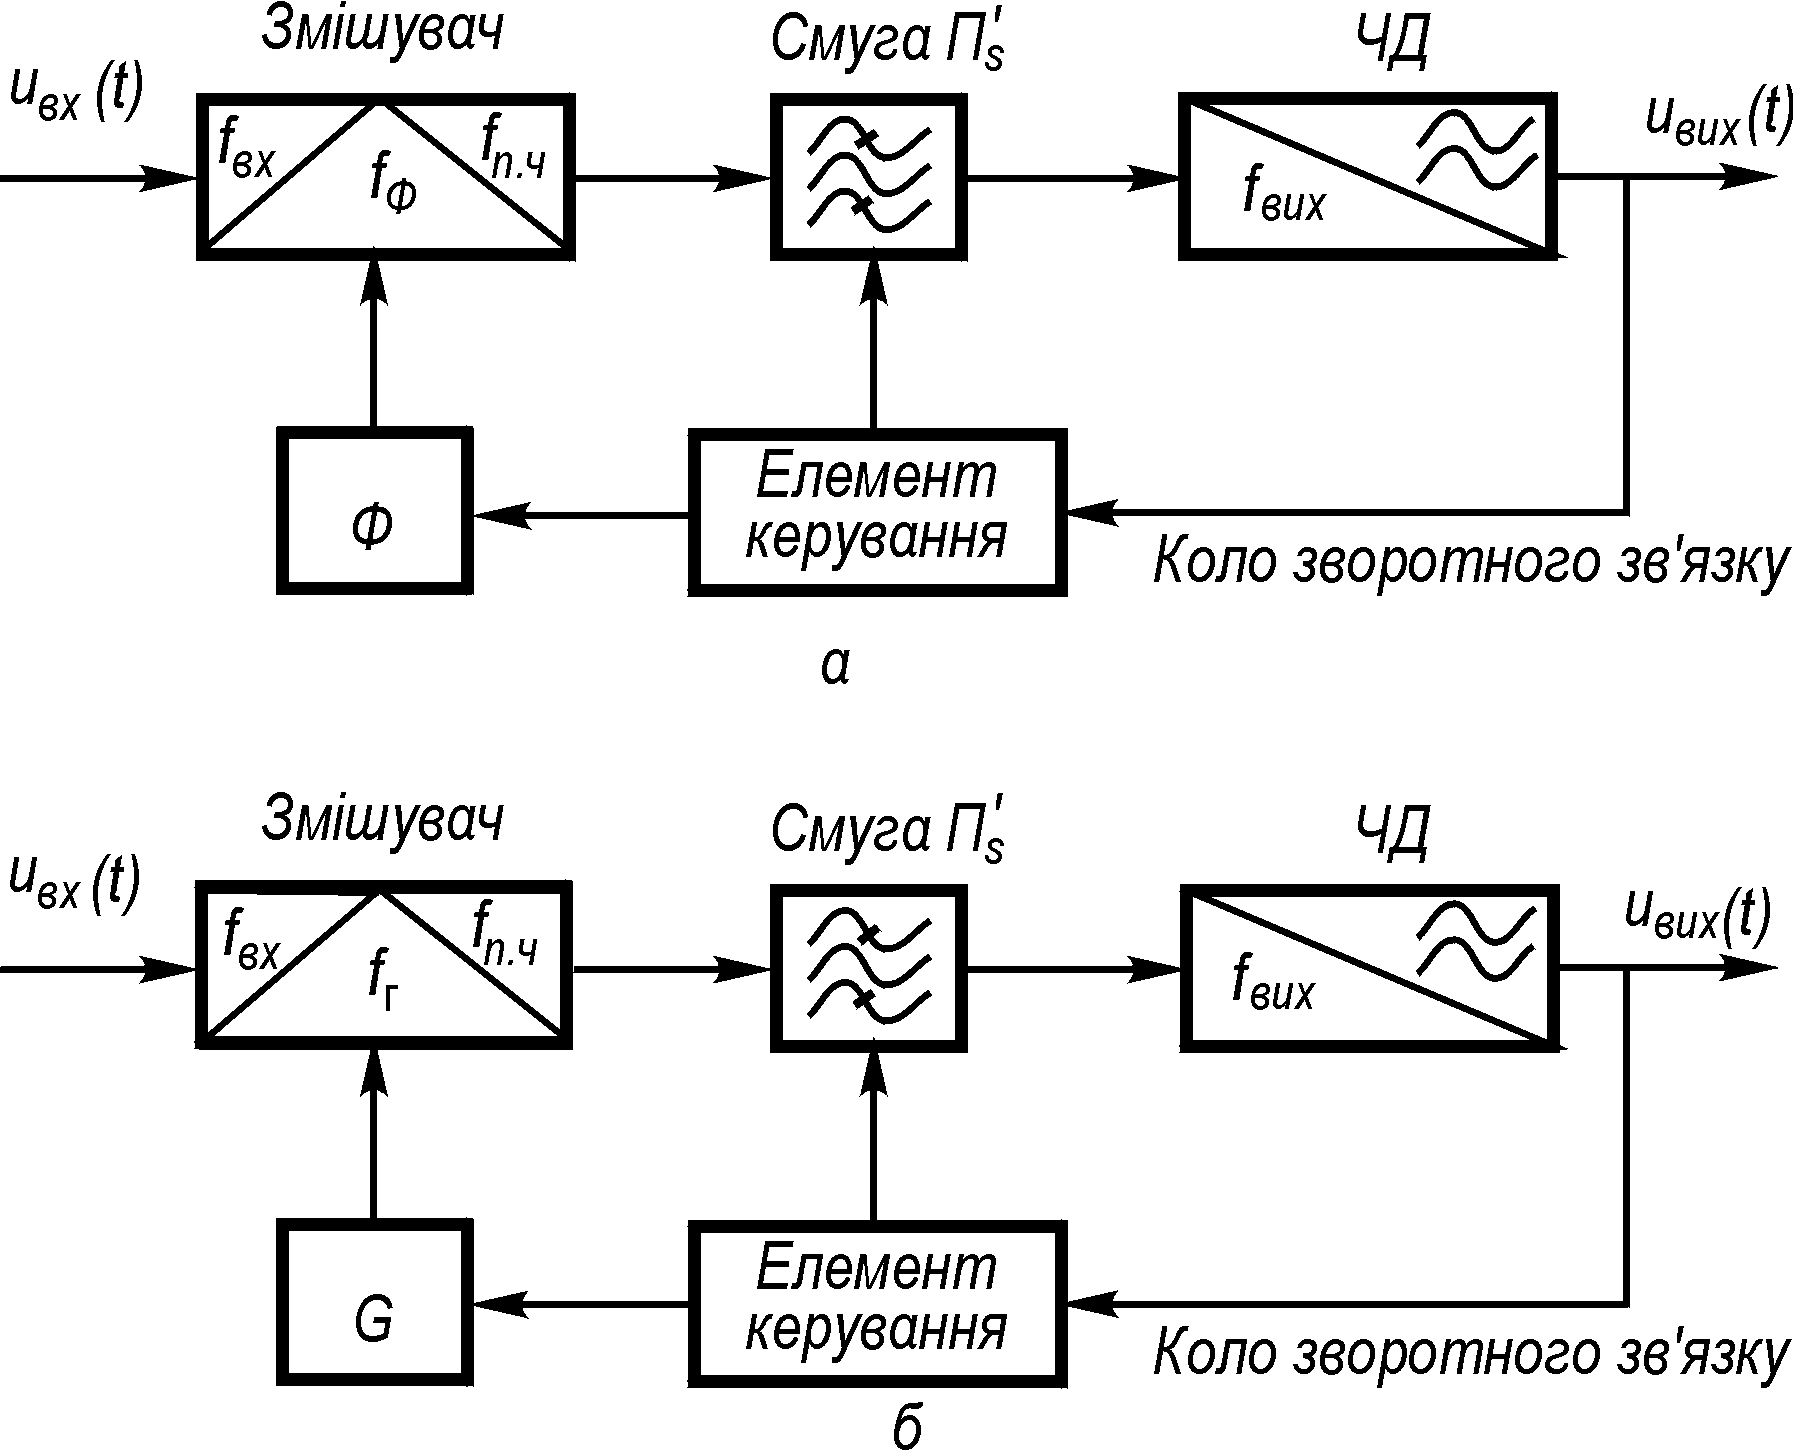 Змішувач
Смуга П's
ЧД
uвх (t)
fвх
fФ
fп.ч
fвих
uвих (t)
Ф
Елемент
керування
Коло зворотного зв'язку
а
Змішувач
Смуга П's
ЧД
uвх (t)
fвх
fг
fп.ч
fвих
uвих (t)
G
Елемент
керування
Коло зворотного зв'язку
б